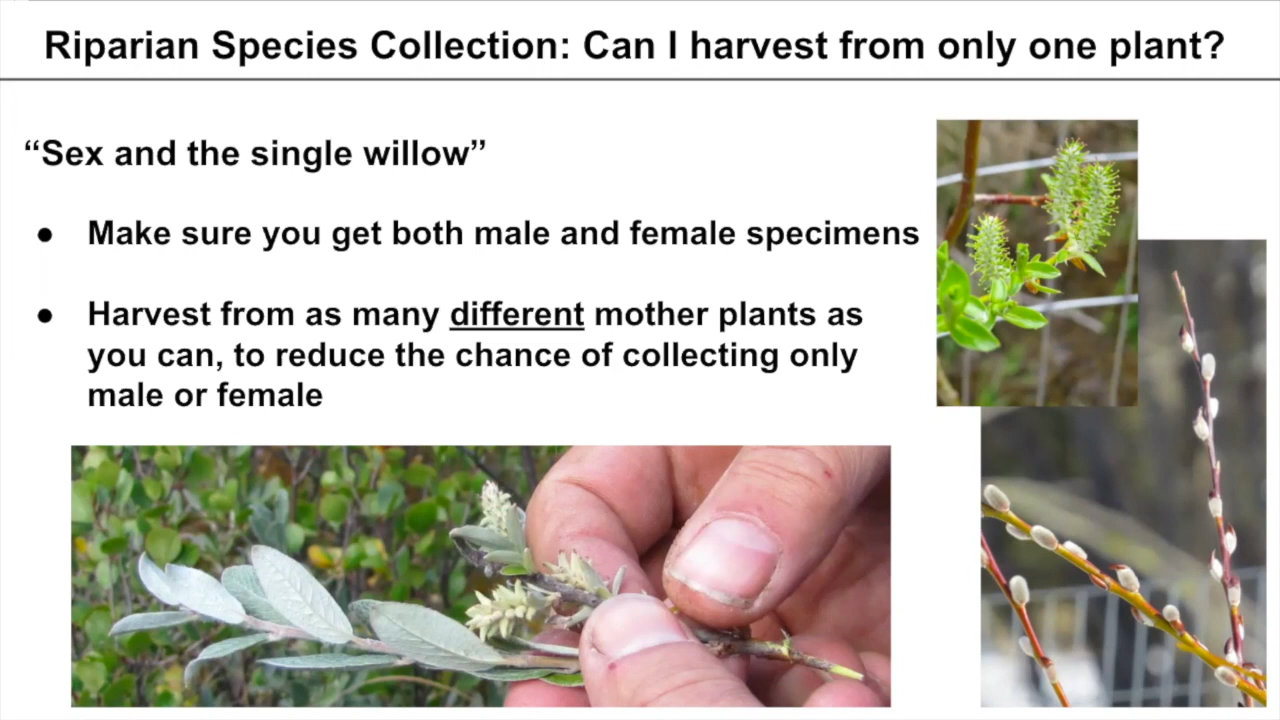 Riparian Species Collection: Can I harvest from only one plant?
“Sex and the single willow”
● Make sure you get both male and female specimens
● Harvest from as many different mother plants as
you can, to reduce the chance of collecting only
male or female